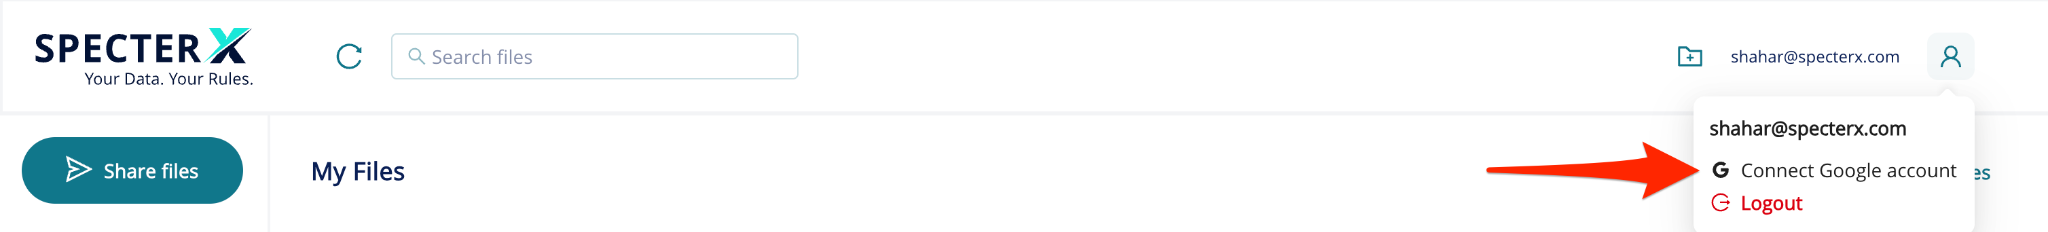 SPECTERX
Your Data. Your Rules.
Search files
shahar@specterx.com
shahar@specterx.com
Share files
My Files
Connect Google account
es
Logout